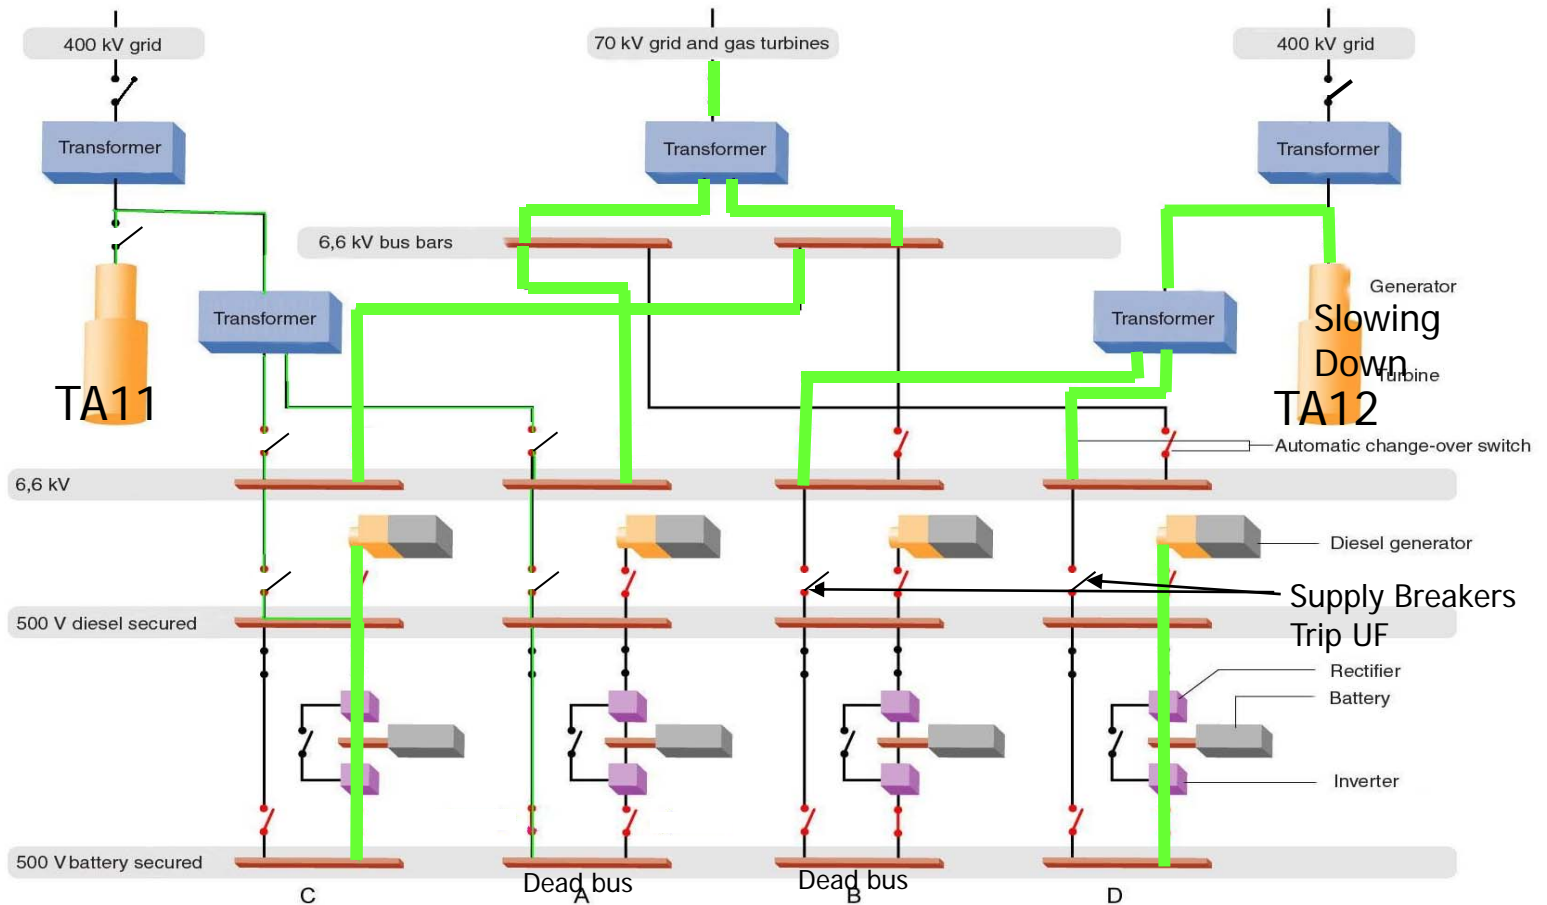 400 kV grid
70 kV grid and gas turbines
400 kV grid
Transformer
Transformer
Transformer
6,6 kV bus bars
Generator
Transformer
Transformer
Slowing
Down
Turbine
TA11
TA12
Automatic change-over switch
6,6 kV
Diesel generator
Supply Breakers
Trip UF
500 V diesel secured
Rectifier
Battery
Inverter
500 V battery secured
Dead bus
Dead bus
C
A
B
D